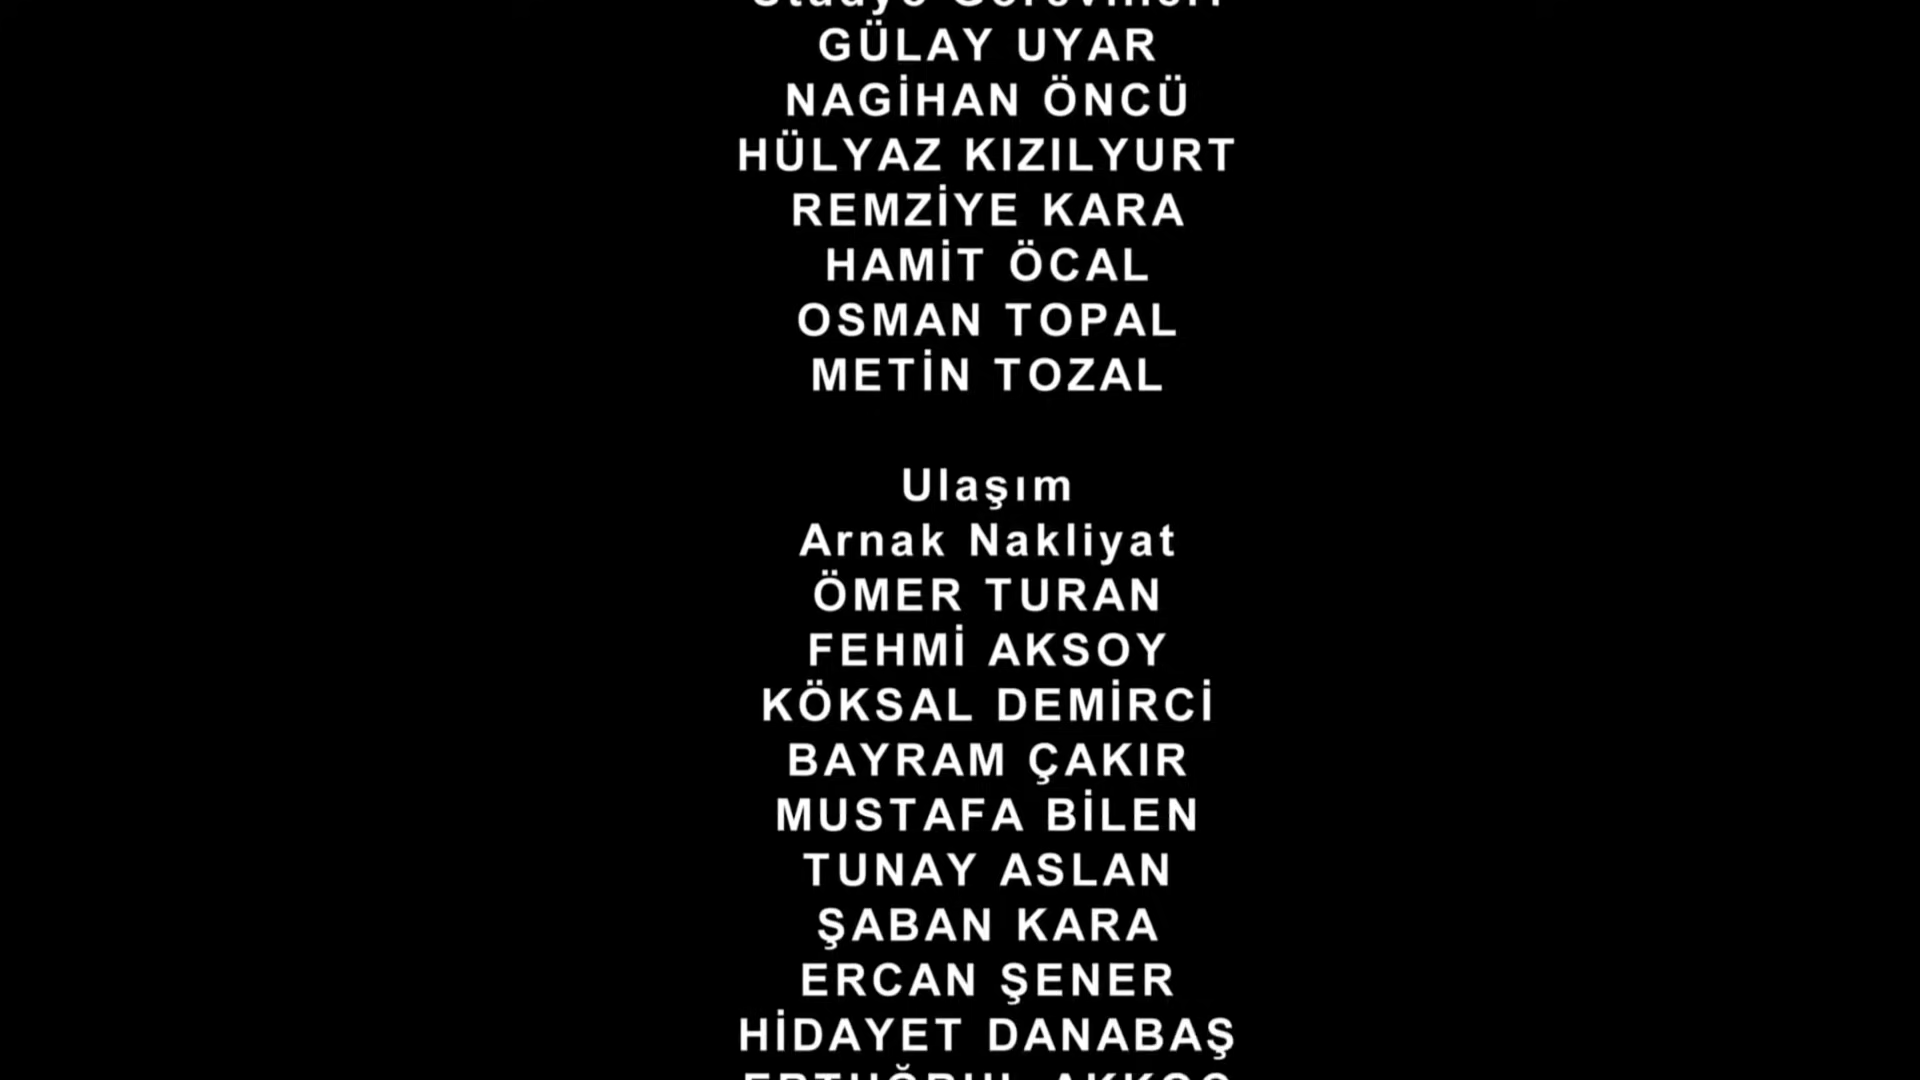 GÜLAY UYAR
NAGİHAN ÖNCÜ
HÜLYAZ KIZILYURT
REMZİYE KARA
HAMİT ÖCAL
OSMAN TOPAL
METİN TOZAL
Ulaşım
Arnak Nakliyat
ÖMER TURAN
FEHMİ AKSOY
KÖKSAL DEMİRCİ
BAYRAM ÇAKIR
MUSTAFA BİLEN
TUNAY ASLAN
ŞABAN KARA
ERCAN ŞENER
HİDAYET DANABAŞ